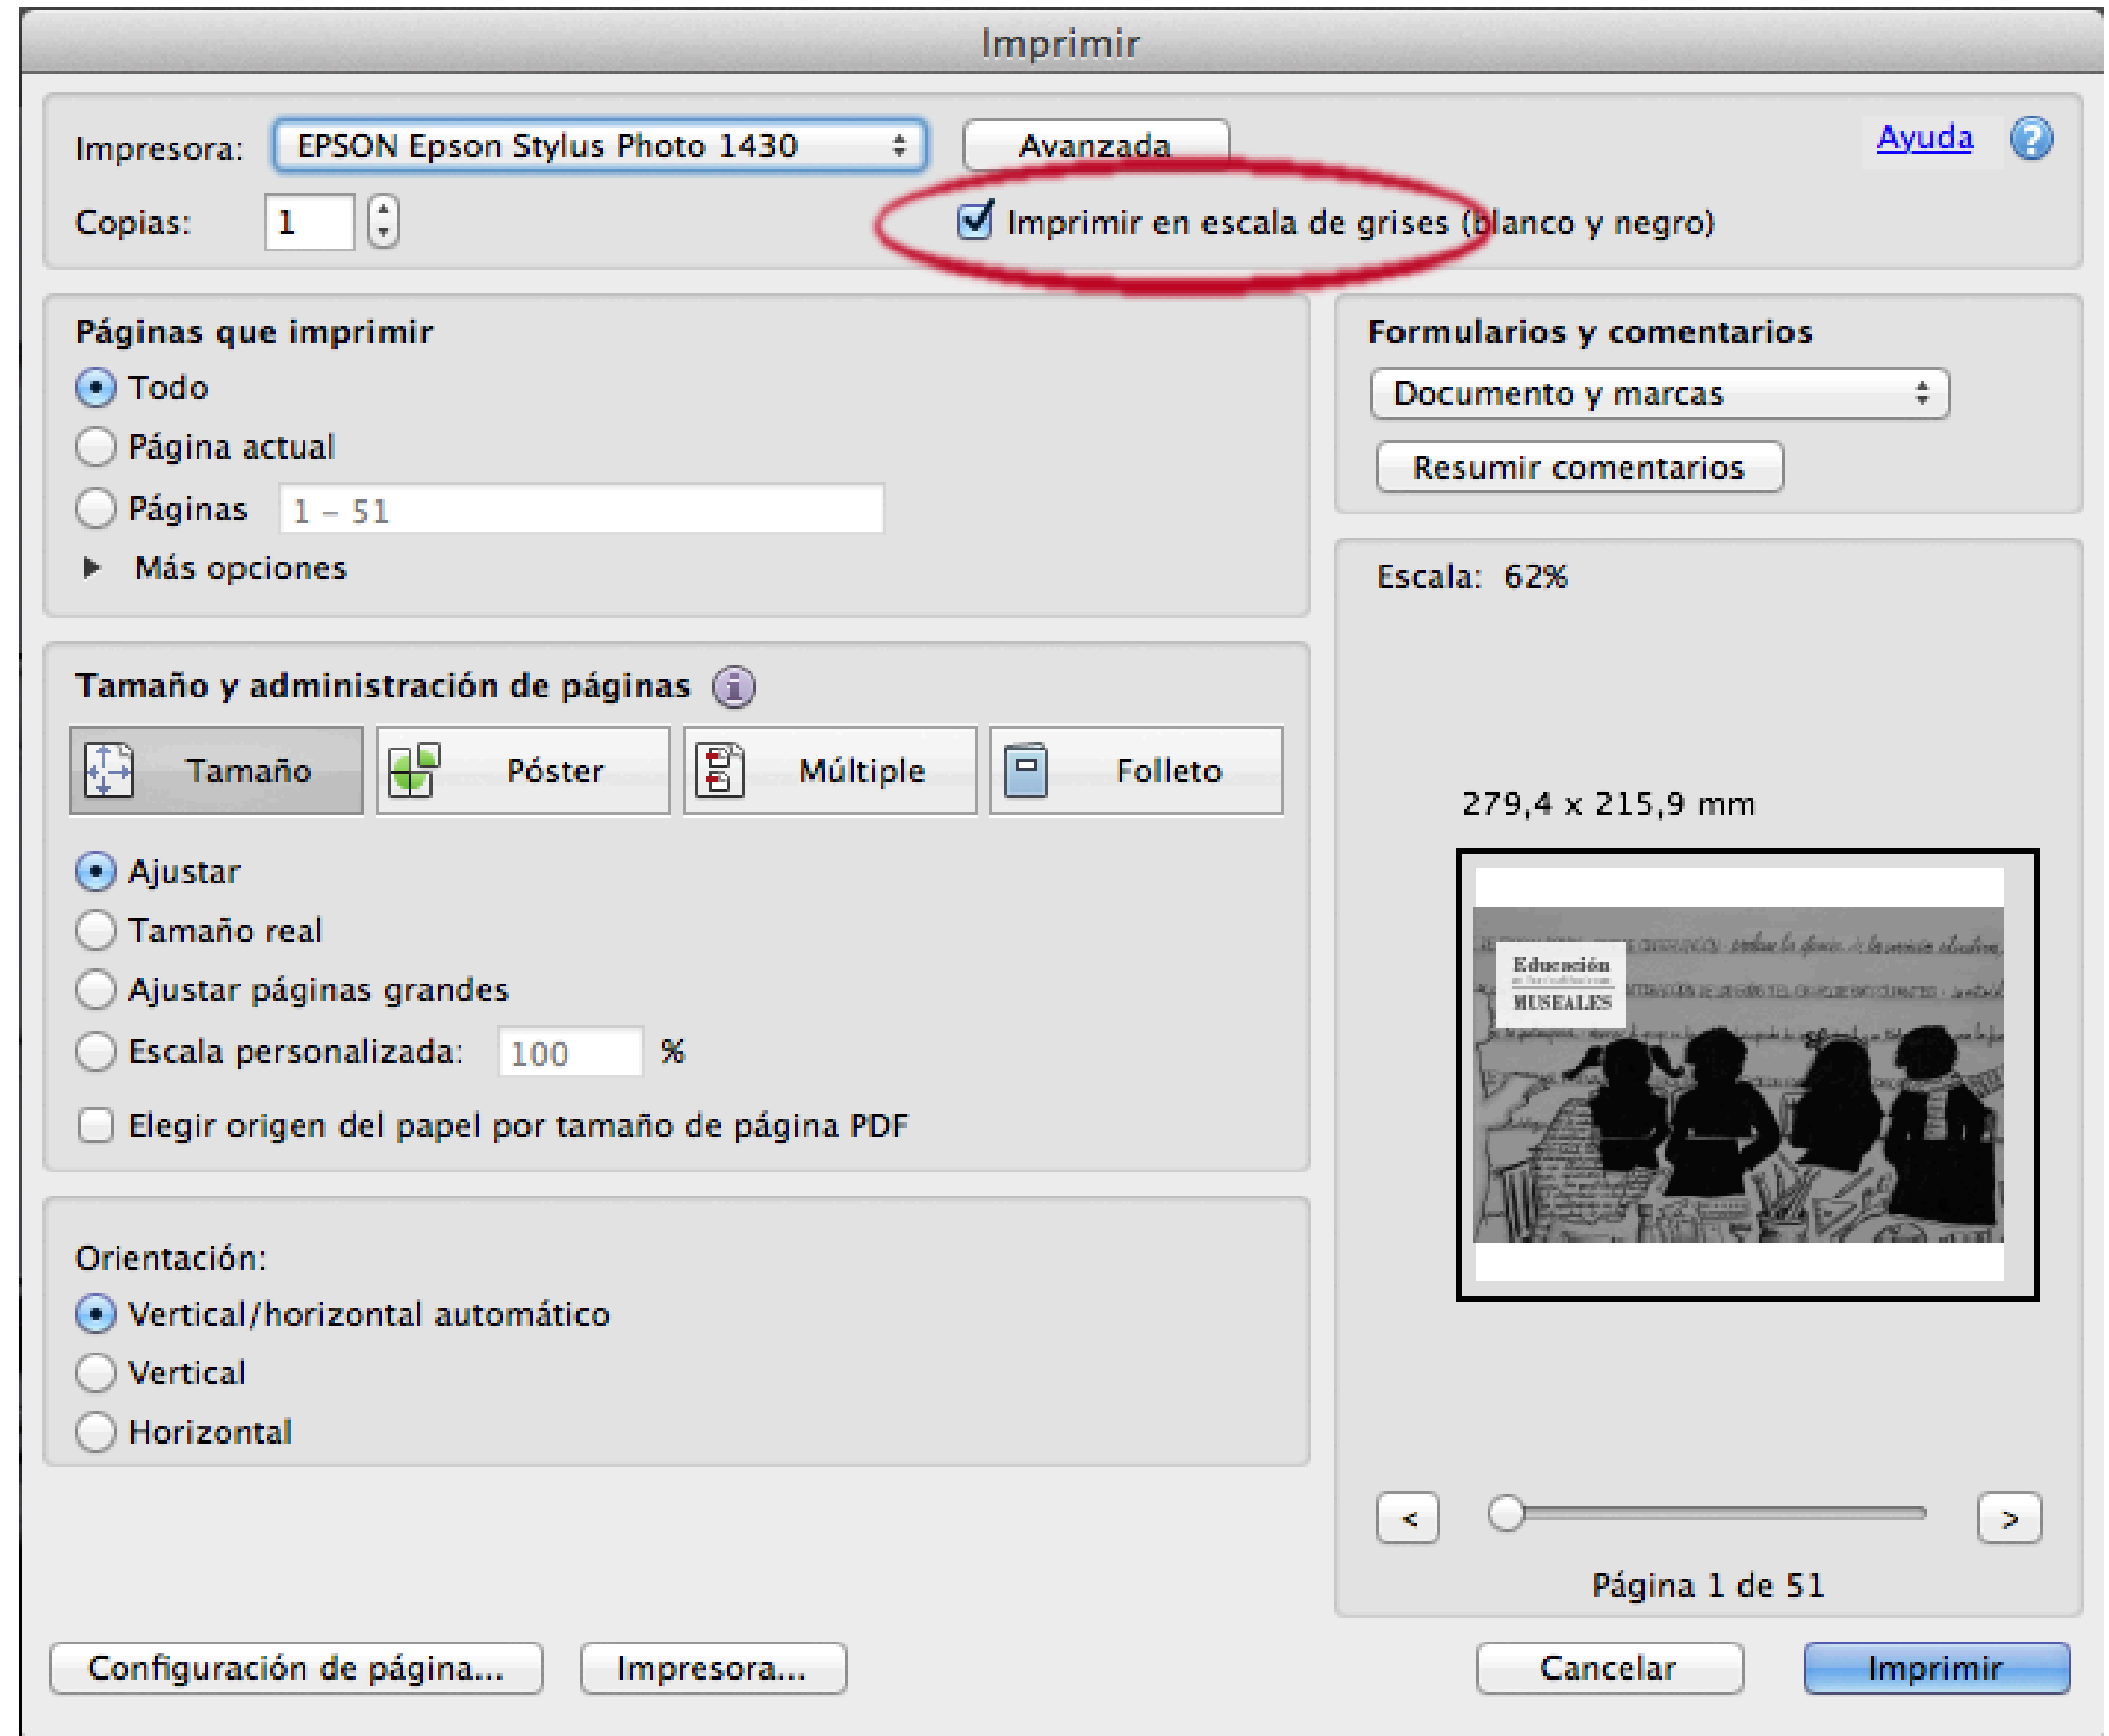 Imprimir
Impresora: EPSON Epson Stylus Photo 1430 Avanzada Ayuda ?
Copias: 1 Imprimir en escala de grises (blanco y negro)
Páginas que imprimir
Todo
Página actual
Páginas 1 – 51
Más opciones
Formularios y comentarios
Documento y marcas
Resumir comentarios
Tamaño y administración de páginas i
Tamaño Póster Múltiple Folleto
Ajustar
Tamaño real
Ajustar páginas grandes
Escala personalizada: 100 %
Elegir origen del papel por tamaño de página PDF
Orientación:
Vertical/horizontal automático
Vertical
Horizontal
Escala: 62%
279,4 x 215,9 mm
Educación
MUSEALES
< >
Página 1 de 51
Configuración de página... Impresora... Cancelar Imprimir